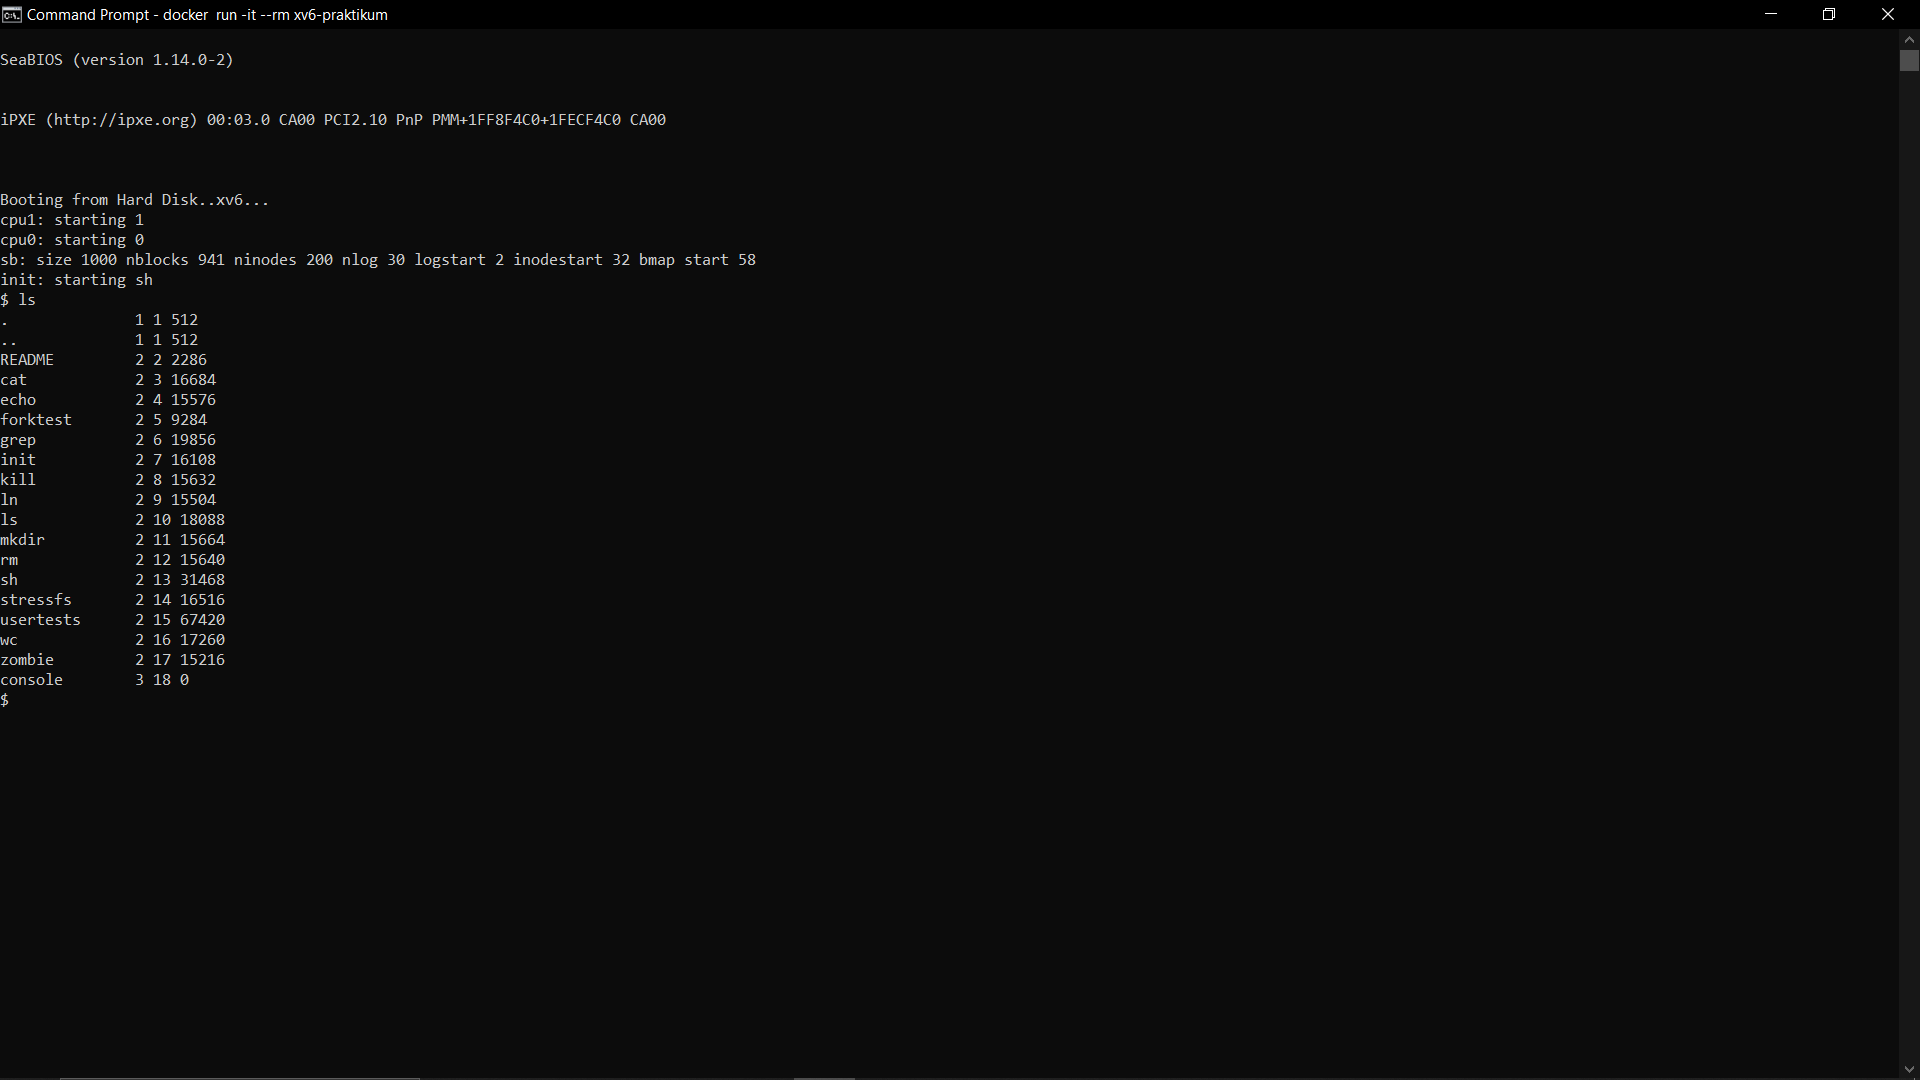 Command Prompt - docker  run -it --rm xv6-praktikum
SeaBIOS (version 1.14.0-2)
iPXE (http://ipxe.org) 00:03.0 CA00 PCI2.10 PnP PMM+1FF8F4C0+1FECF4C0 CA00
Booting from Hard Disk..xv6...
cpu1: starting 1
cpu0: starting 0
sb: size 1000 nblocks 941 ninodes 200 nlog 30 logstart 2 inodestart 32 bmap start 58
init: starting sh
$ ls
.              1 1 512
..             1 1 512
README         2 2 2286
cat            2 3 16684
echo           2 4 15576
forktest       2 5 9284
grep           2 6 19856
init           2 7 16108
kill           2 8 15632
ln             2 9 15504
ls             2 10 18088
mkdir          2 11 15664
rm             2 12 15640
sh             2 13 31468
stressfs       2 14 16516
usertests      2 15 67420
wc             2 16 17260
zombie         2 17 15216
console        3 18 0
$